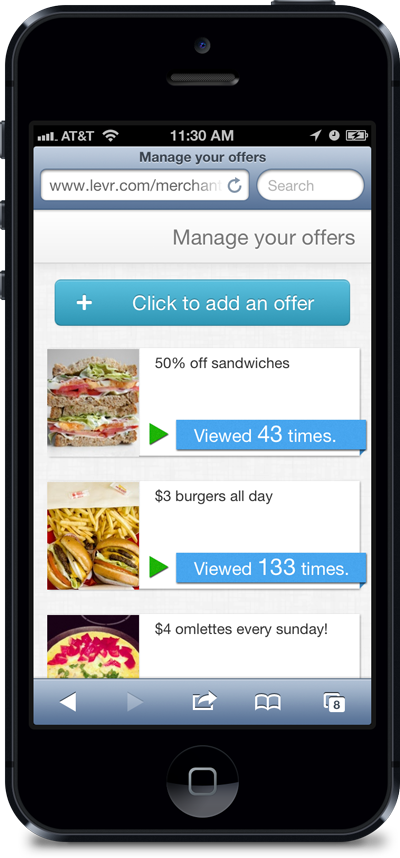 AT&T 11:30 AM
Manage your offers
www.levr.com/merchant
Search
Manage your offers
+ Click to add an offer
50% off sandwiches
Viewed 43 times.
$3 burgers all day
Viewed 133 times.
$4 omlettes every sunday!
8